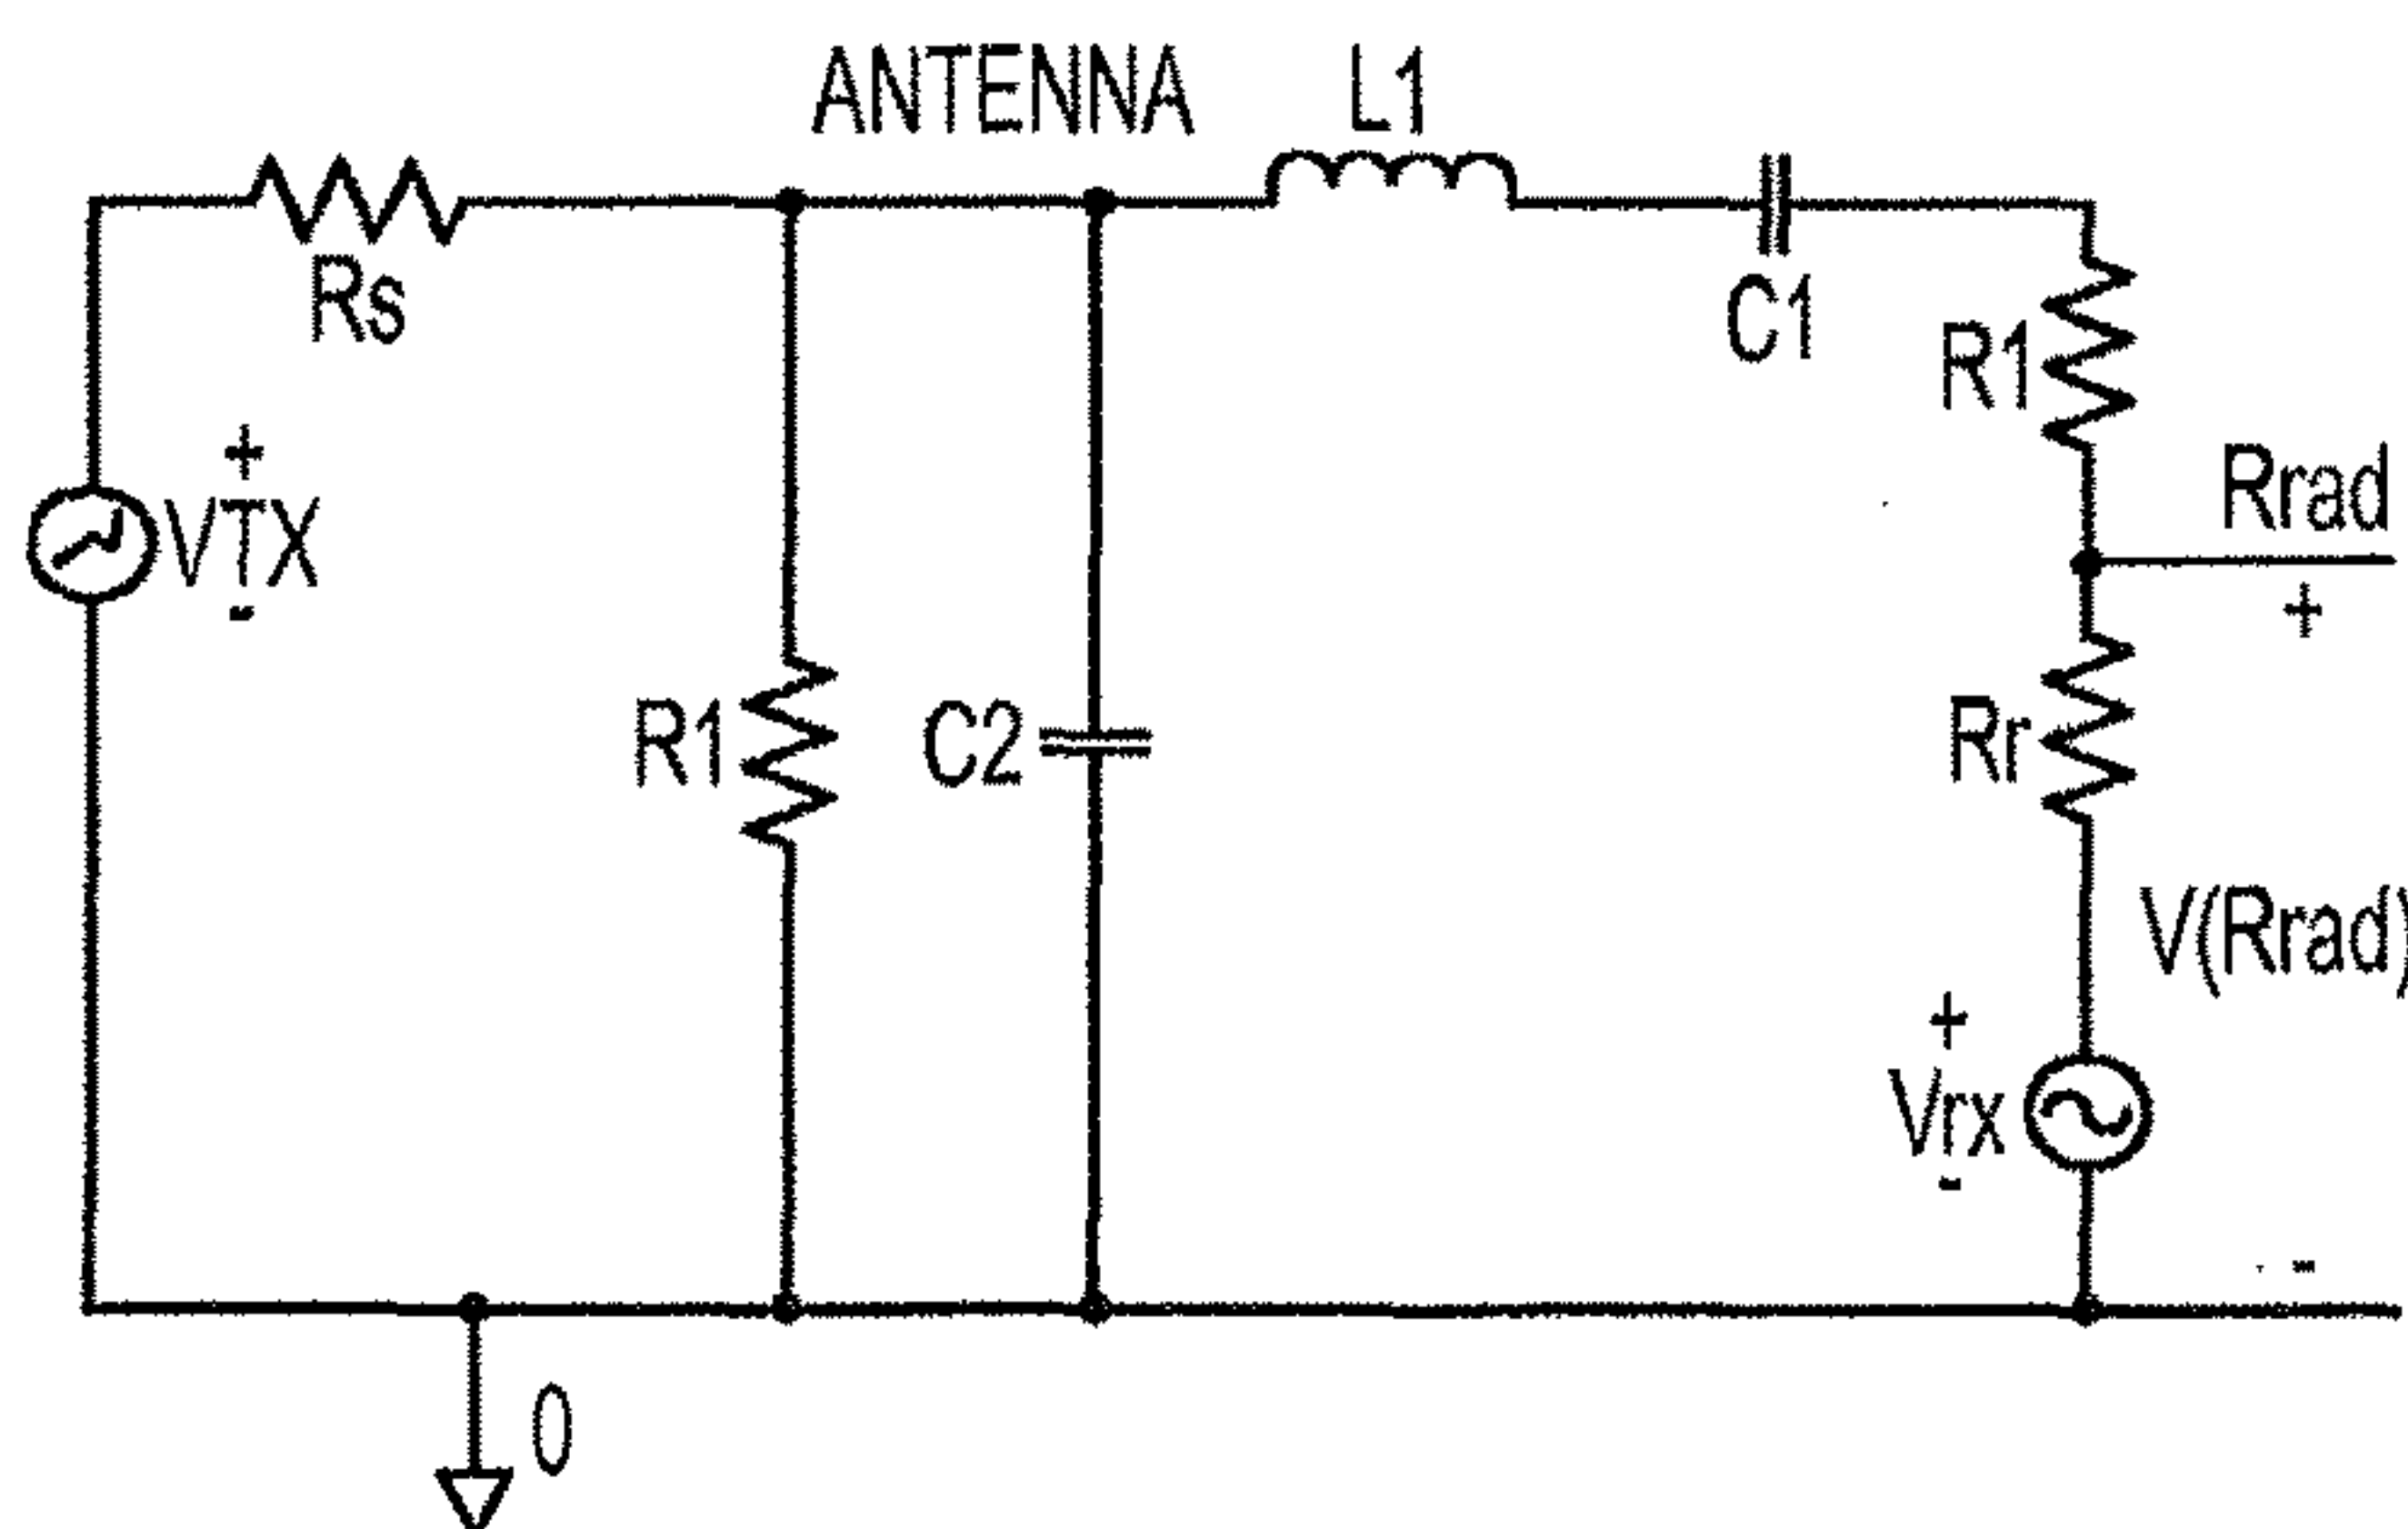 ANTENNA
L1
Rs
C1
R1
+
VTX
-
Rrad
+
R1
C2
Rr
V(Rrad)
+
Vrx
-
-
0